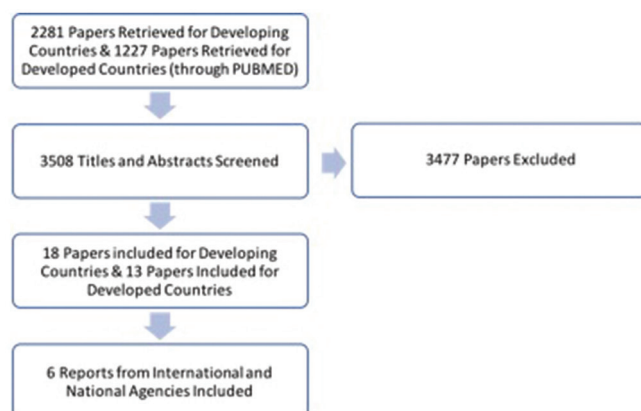 2281 Papers Retrieved for Developing
Countries & 1227 Papers Retrieved for
Developed Countries (through PUBMED)
3508 Titles and Abstracts Screened
3477 Papers Excluded
18 Papers included for Developing
Countries & 13 Papers Included for
Developed Countries
6 Reports from International and
National Agencies Included